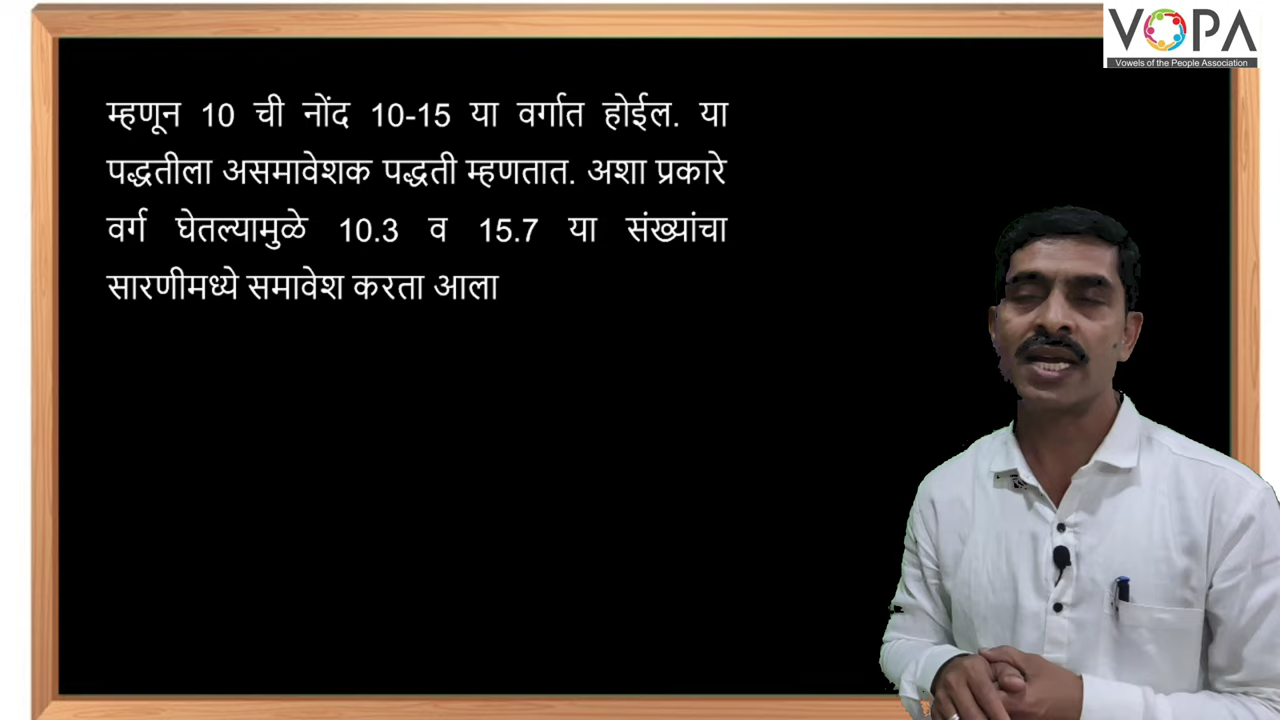 VOPA
Vowels of the People Association
म्हणून 10 ची नोंद 10-15 या वर्गात होईल. या
पद्धतीला असमावेशक पद्धती म्हणतात. अशा प्रकारे
वर्ग घेतल्यामुळे 10.3 व 15.7 या संख्यांचा
सारणीमध्ये समावेश करता आला